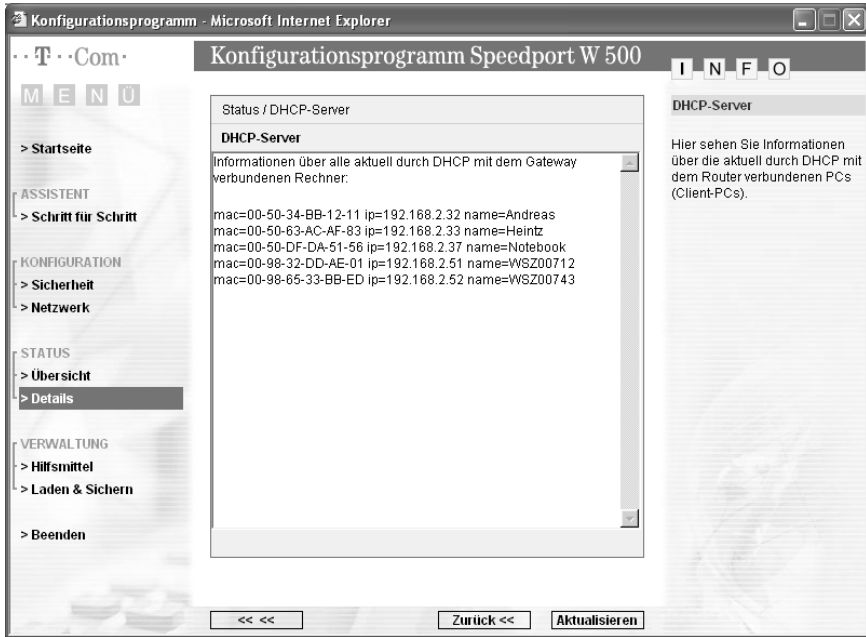 Konfigurationsprogramm - Microsoft Internet Explorer
··T··Com·
Konfigurationsprogramm Speedport W 500
INFO
MENÜ
> Startseite
ASSISTENT
> Schritt für Schritt
KONFIGURATION
> Sicherheit
> Netzwerk
STATUS
> Übersicht
> Details
VERWALTUNG
> Hilfsmittel
> Laden & Sichern
> Beenden
Status / DHCP-Server
DHCP-Server
Informationen über alle aktuell durch DHCP mit dem Gateway
verbundenen Rechner:
mac=00-50-34-BB-12-11 ip=192.168.2.32 name=Andreas
mac=00-50-63-AC-AF-83 ip=192.168.2.33 name=Heintz
mac=00-50-DF-DA-51-56 ip=192.168.2.37 name=Notebook
mac=00-98-32-DD-AE-01 ip=192.168.2.51 name=WSZ00712
mac=00-98-65-33-BB-ED ip=192.168.2.52 name=WSZ00743
<< <<
Zurück <<
Aktualisieren
DHCP-Server
Hier sehen Sie Informationen
über die aktuell durch DHCP mit
dem Router verbundenen PCs
(Client-PCs).